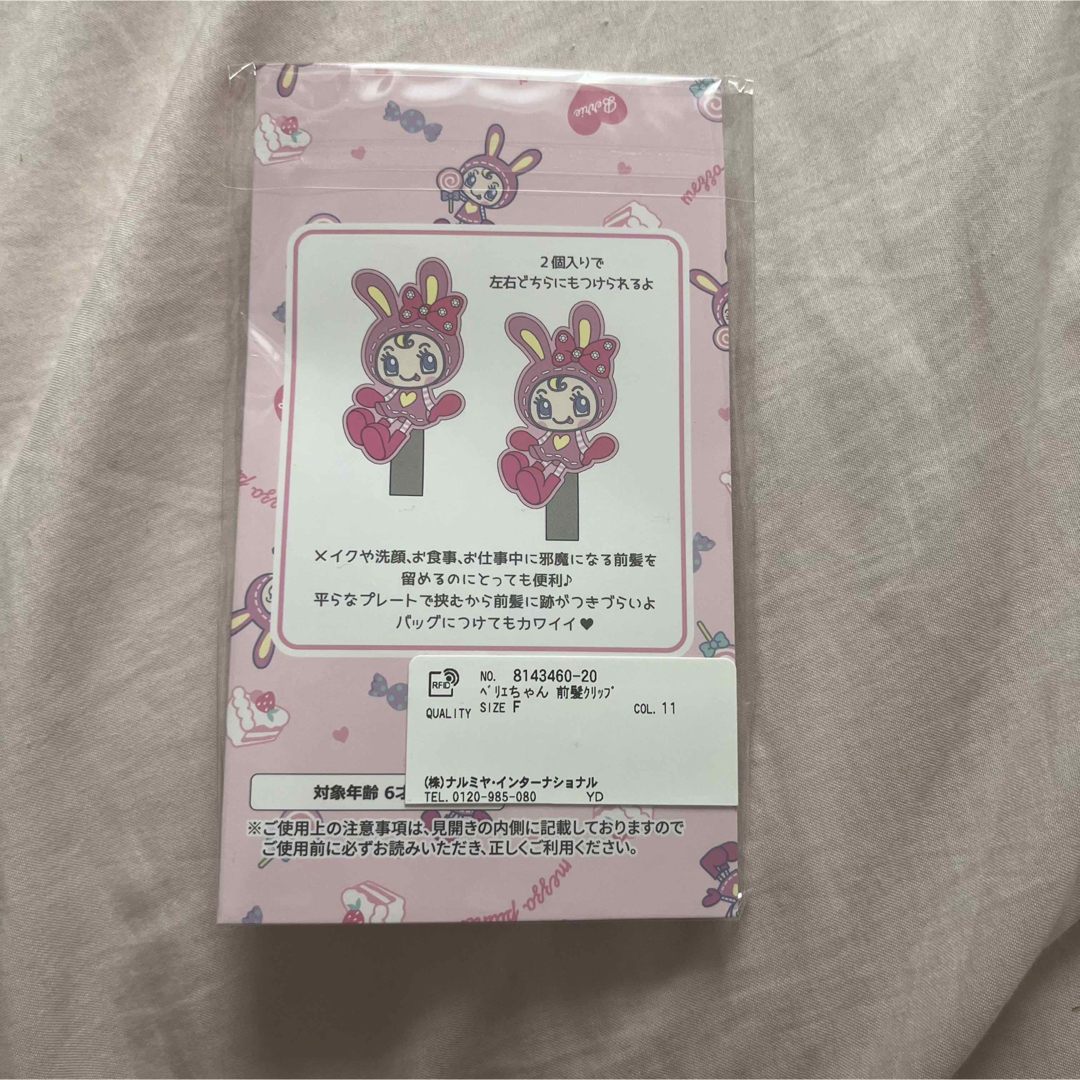 Berrie
mezzo
2個入りで
左右どちらにもつけられるよ
メイクや洗顔、お食事、お仕事中に邪魔になる前髪を
留めるのにとっても便利♪
平らなプレートで挟むから前髪に跡がつきづらいよ
バッグにつけてもカワイイ♥
mezzo p
RFID
NO. 8143460-20
ﾍﾞﾘｴちゃん 前髪ｸﾘｯﾌﾟ
QUALITY SIZE F COL. 11
(株)ナルミヤ・インターナショナル
TEL. 0120-985-080 YD
対象年齢 6才
※ご使用上の注意事項は、見開きの内側に記載しておりますので
ご使用前に必ずお読みいただき、正しくご利用ください。
mezzo piano